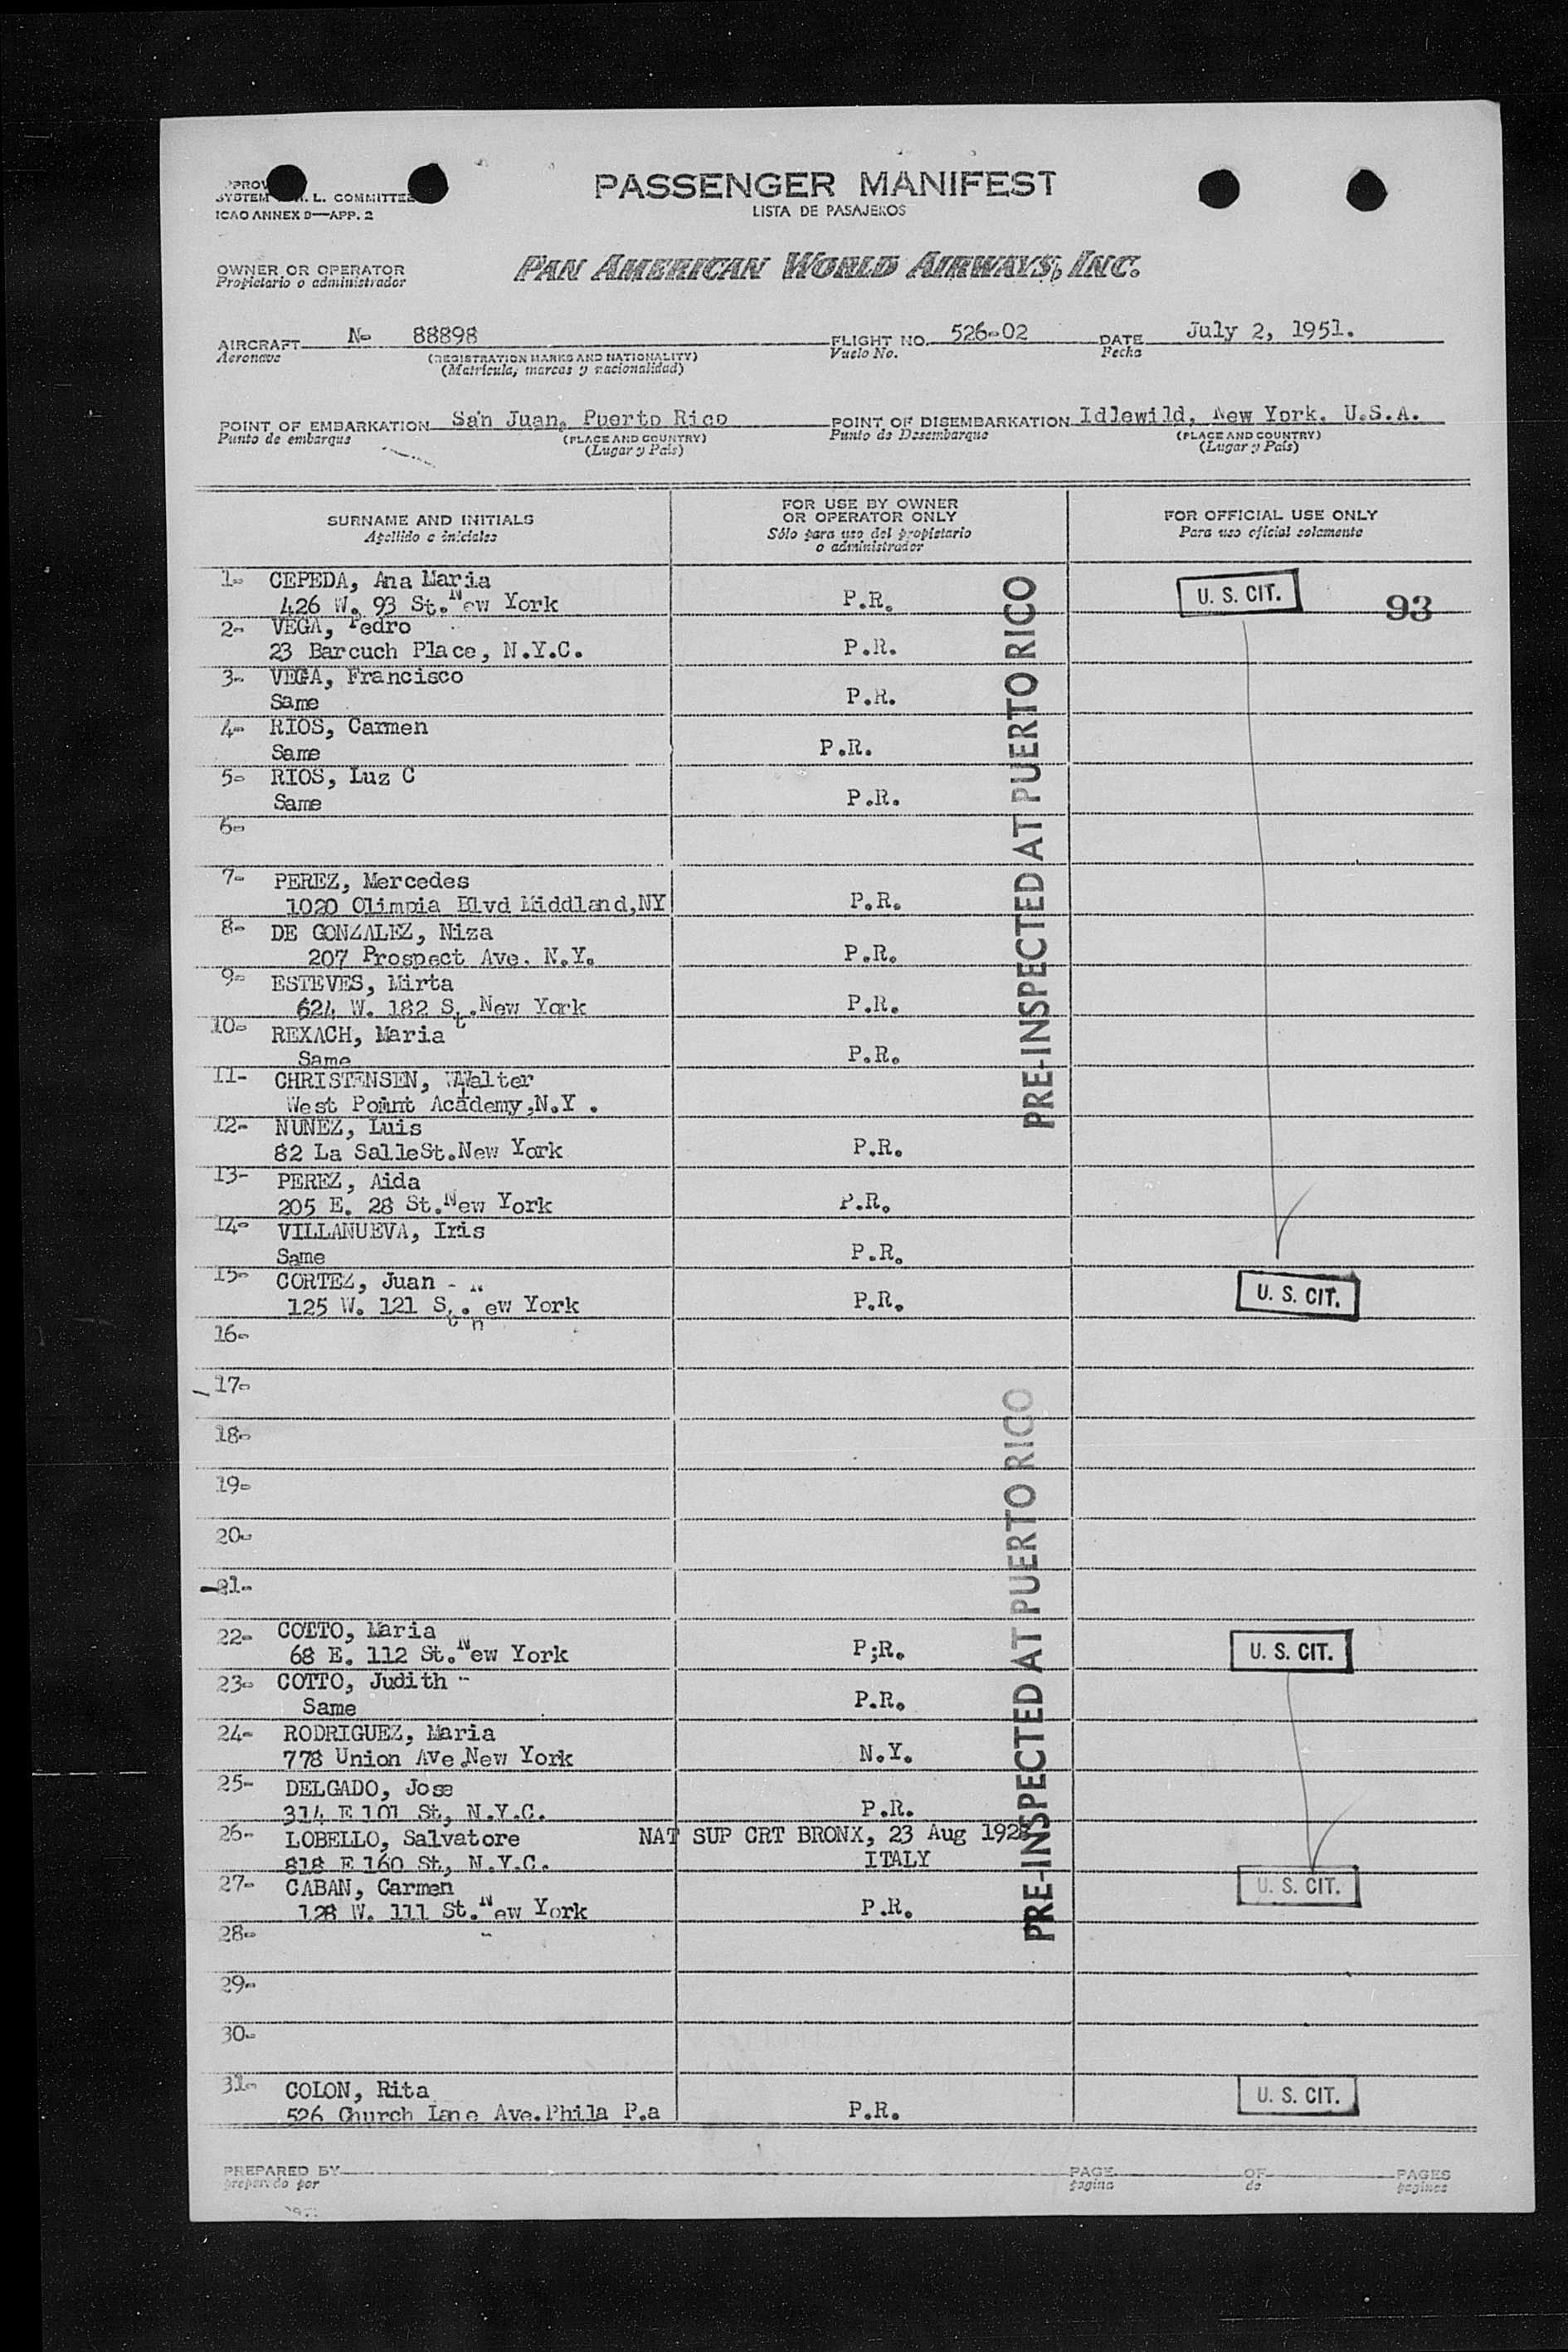 SYSTEM L. COMMITTEE
ICAO ANNEX 9—APP. 2
PASSENGER MANIFEST
LISTA DE PASAJEROS
OWNER OR OPERATOR
Propietario o administrador
PAN AMERICAN WORLD AIRWAYS, INC.
AIRCRAFT N- 88898 FLIGHT NO. 526-02 DATE July 2, 1951.
Aeronave (REGISTRATION MARKS AND NATIONALITY) Vuelo No. Fecha
(Matrícula, marcas y nacionalidad)
POINT OF EMBARKATION San Juan, Puerto Rico POINT OF DISEMBARKATION Idlewild, New York, U.S.A.
Punto de embarque (PLACE AND COUNTRY) Punto de Desembarque (PLACE AND COUNTRY)
(Lugar y País) (Lugar y País)
SURNAME AND INITIALS
Apellido e iniciales
FOR USE BY OWNER
OR OPERATOR ONLY
Sólo para uso del propietario
o administrador
FOR OFFICIAL USE ONLY
Para uso oficial solamente
1- CEPEDA, Ana Maria
426 W. 93 St. New York P.R. U. S. CIT. 93
2- VEGA, Pedro
23 Barcuch Place, N.Y.C. P.R.
3- VEGA, Francisco
Same P.R.
4- RIOS, Carmen
Same P.R.
5- RIOS, Luz C
Same P.R.
6-
7- PEREZ, Mercedes
1020 Olimpia Blvd Middland,NY P.R.
8- DE GONZALEZ, Niza
207 Prospect Ave. N.Y. P.R.
9- ESTEVES, Mirta
624 W. 182 St. New York P.R.
10- REXACH, Maria
Same P.R.
11- CHRISTENSEN, Walter
West Point Academy,N.Y .
12- NUNEZ, Luis
82 La SalleSt.New York P.R.
13- PEREZ, Aida
205 E. 28 St. New York P.R.
14- VILLANUEVA, Iris
Same P.R.
15- CORTEZ, Juan
125 W. 121 St. New York P.R. U. S. CIT.
PRE-INSPECTED AT PUERTO RICO
16-
17-
18-
19-
20-
21-
22- COTTO, Maria
68 E. 112 St. New York P;R. U. S. CIT.
23- COTTO, Judith -
Same P.R.
24- RODRIGUEZ, Maria
778 Union Ave.New York N.Y.
25- DELGADO, Jose
314 E 101 St, N.Y.C. P.R.
26- LOBELLO, Salvatore NAT SUP CRT BRONX, 23 Aug 1928
818 E 160 St, N.Y.C. ITALY
27- CABAN, Carmen U. S. CIT.
128 W. 111 St. New York P.R.
PRE-INSPECTED AT PUERTO RICO
28-
29-
30-
31- COLON, Rita U. S. CIT.
526 Church Lane Ave.Phila P.a P.R.
PREPARED BY PAGE OF PAGES
preparado por página de páginas